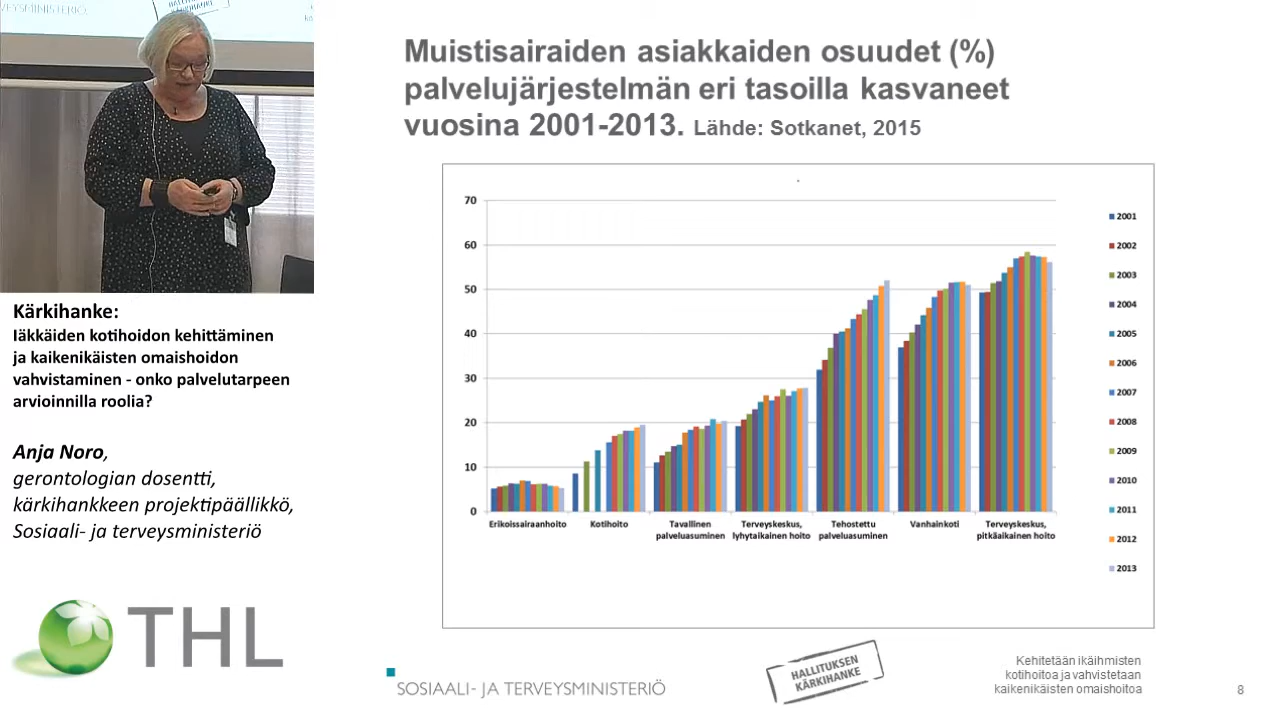 VEYSMINISTERIÖ
HALLITUKSEN
Kärkihanke:
Iäkkäiden kotihoidon kehittäminen
ja kaikenikäisten omaishoidon
vahvistaminen - onko palvelutarpeen
arvioinnilla roolia?
Anja Noro,
gerontologian dosentti,
kärkihankkeen projektipäällikkö,
Sosiaali- ja terveysministeriö
THL
Muistisairaiden asiakkaiden osuudet (%)
palvelujärjestelmän eri tasoilla kasvaneet
vuosina 2001-2013. Lähde: Sotkanet, 2015
70
60
50
40
30
20
10
0
Erikoissairaanhoito
Kotihoito
Tavallinen
palveluasuminen
Terveyskeskus,
lyhytaikainen hoito
Tehostettu
palveluasuminen
Vanhainkoti
Terveyskeskus,
pitkäaikainen hoito
2001
2002
2003
2004
2005
2006
2007
2008
2009
2010
2011
2012
2013
SOSIAALI- JA TERVEYSMINISTERIÖ
HALLITUKSEN
KÄRKIHANKE
Kehitetään ikäihmisten
kotihoitoa ja vahvistetaan
kaikenikäisten omaishoitoa
8